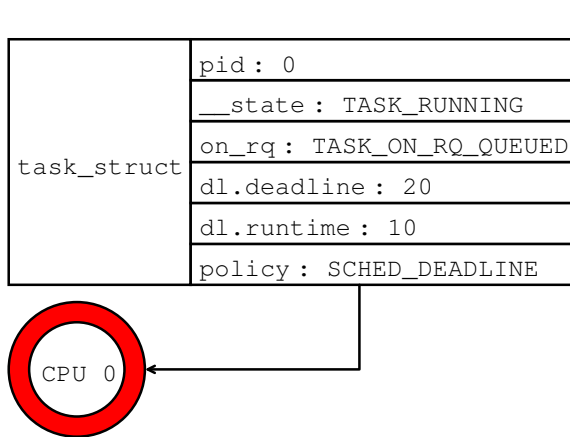 task_struct
pid : 0
__state : TASK_RUNNING
on_rq : TASK_ON_RQ_QUEUED
dl.deadline : 20
dl.runtime : 10
policy : SCHED_DEADLINE
CPU 0